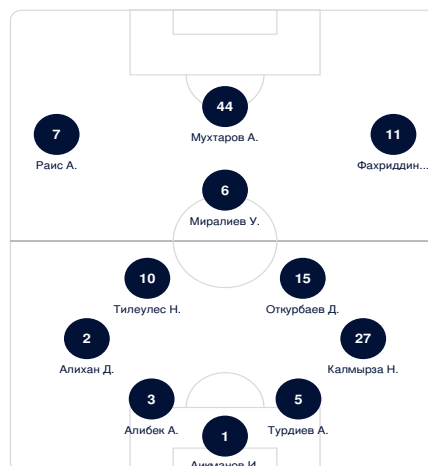 44
Мухтаров А.
7
Раис А.
11
Фахриддин...
6
Миралиев У.
10
Тилеулес Н.
15
Откурбаев Д.
2
Алихан Д.
27
Калмырза Н.
3
Алибек А.
5
Турдиев А.
1